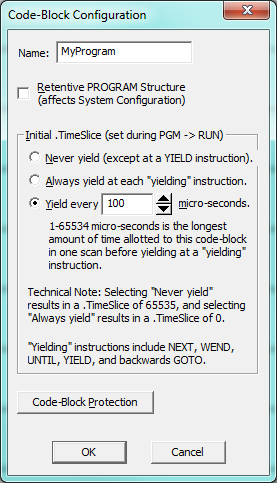 Code-Block Configuration
Name: MyProgram
Retentive PROGRAM Structure
(affects System Configuration)
Initial .TimeSlice (set during PGM -> RUN)
Never yield (except at a YIELD instruction).
Always yield at each "yielding" instruction.
Yield every 100 micro-seconds.
1-65534 micro-seconds is the longest
amount of time allotted to this code-block
in one scan before yielding at a "yielding"
instruction.
Technical Note: Selecting "Never yield"
results in a .TimeSlice of 65535, and selecting
"Always yield" results in a .TimeSlice of 0.
"Yielding" instructions include NEXT, WEND,
UNTIL, YIELD, and backwards GOTO.
Code-Block Protection
OK Cancel